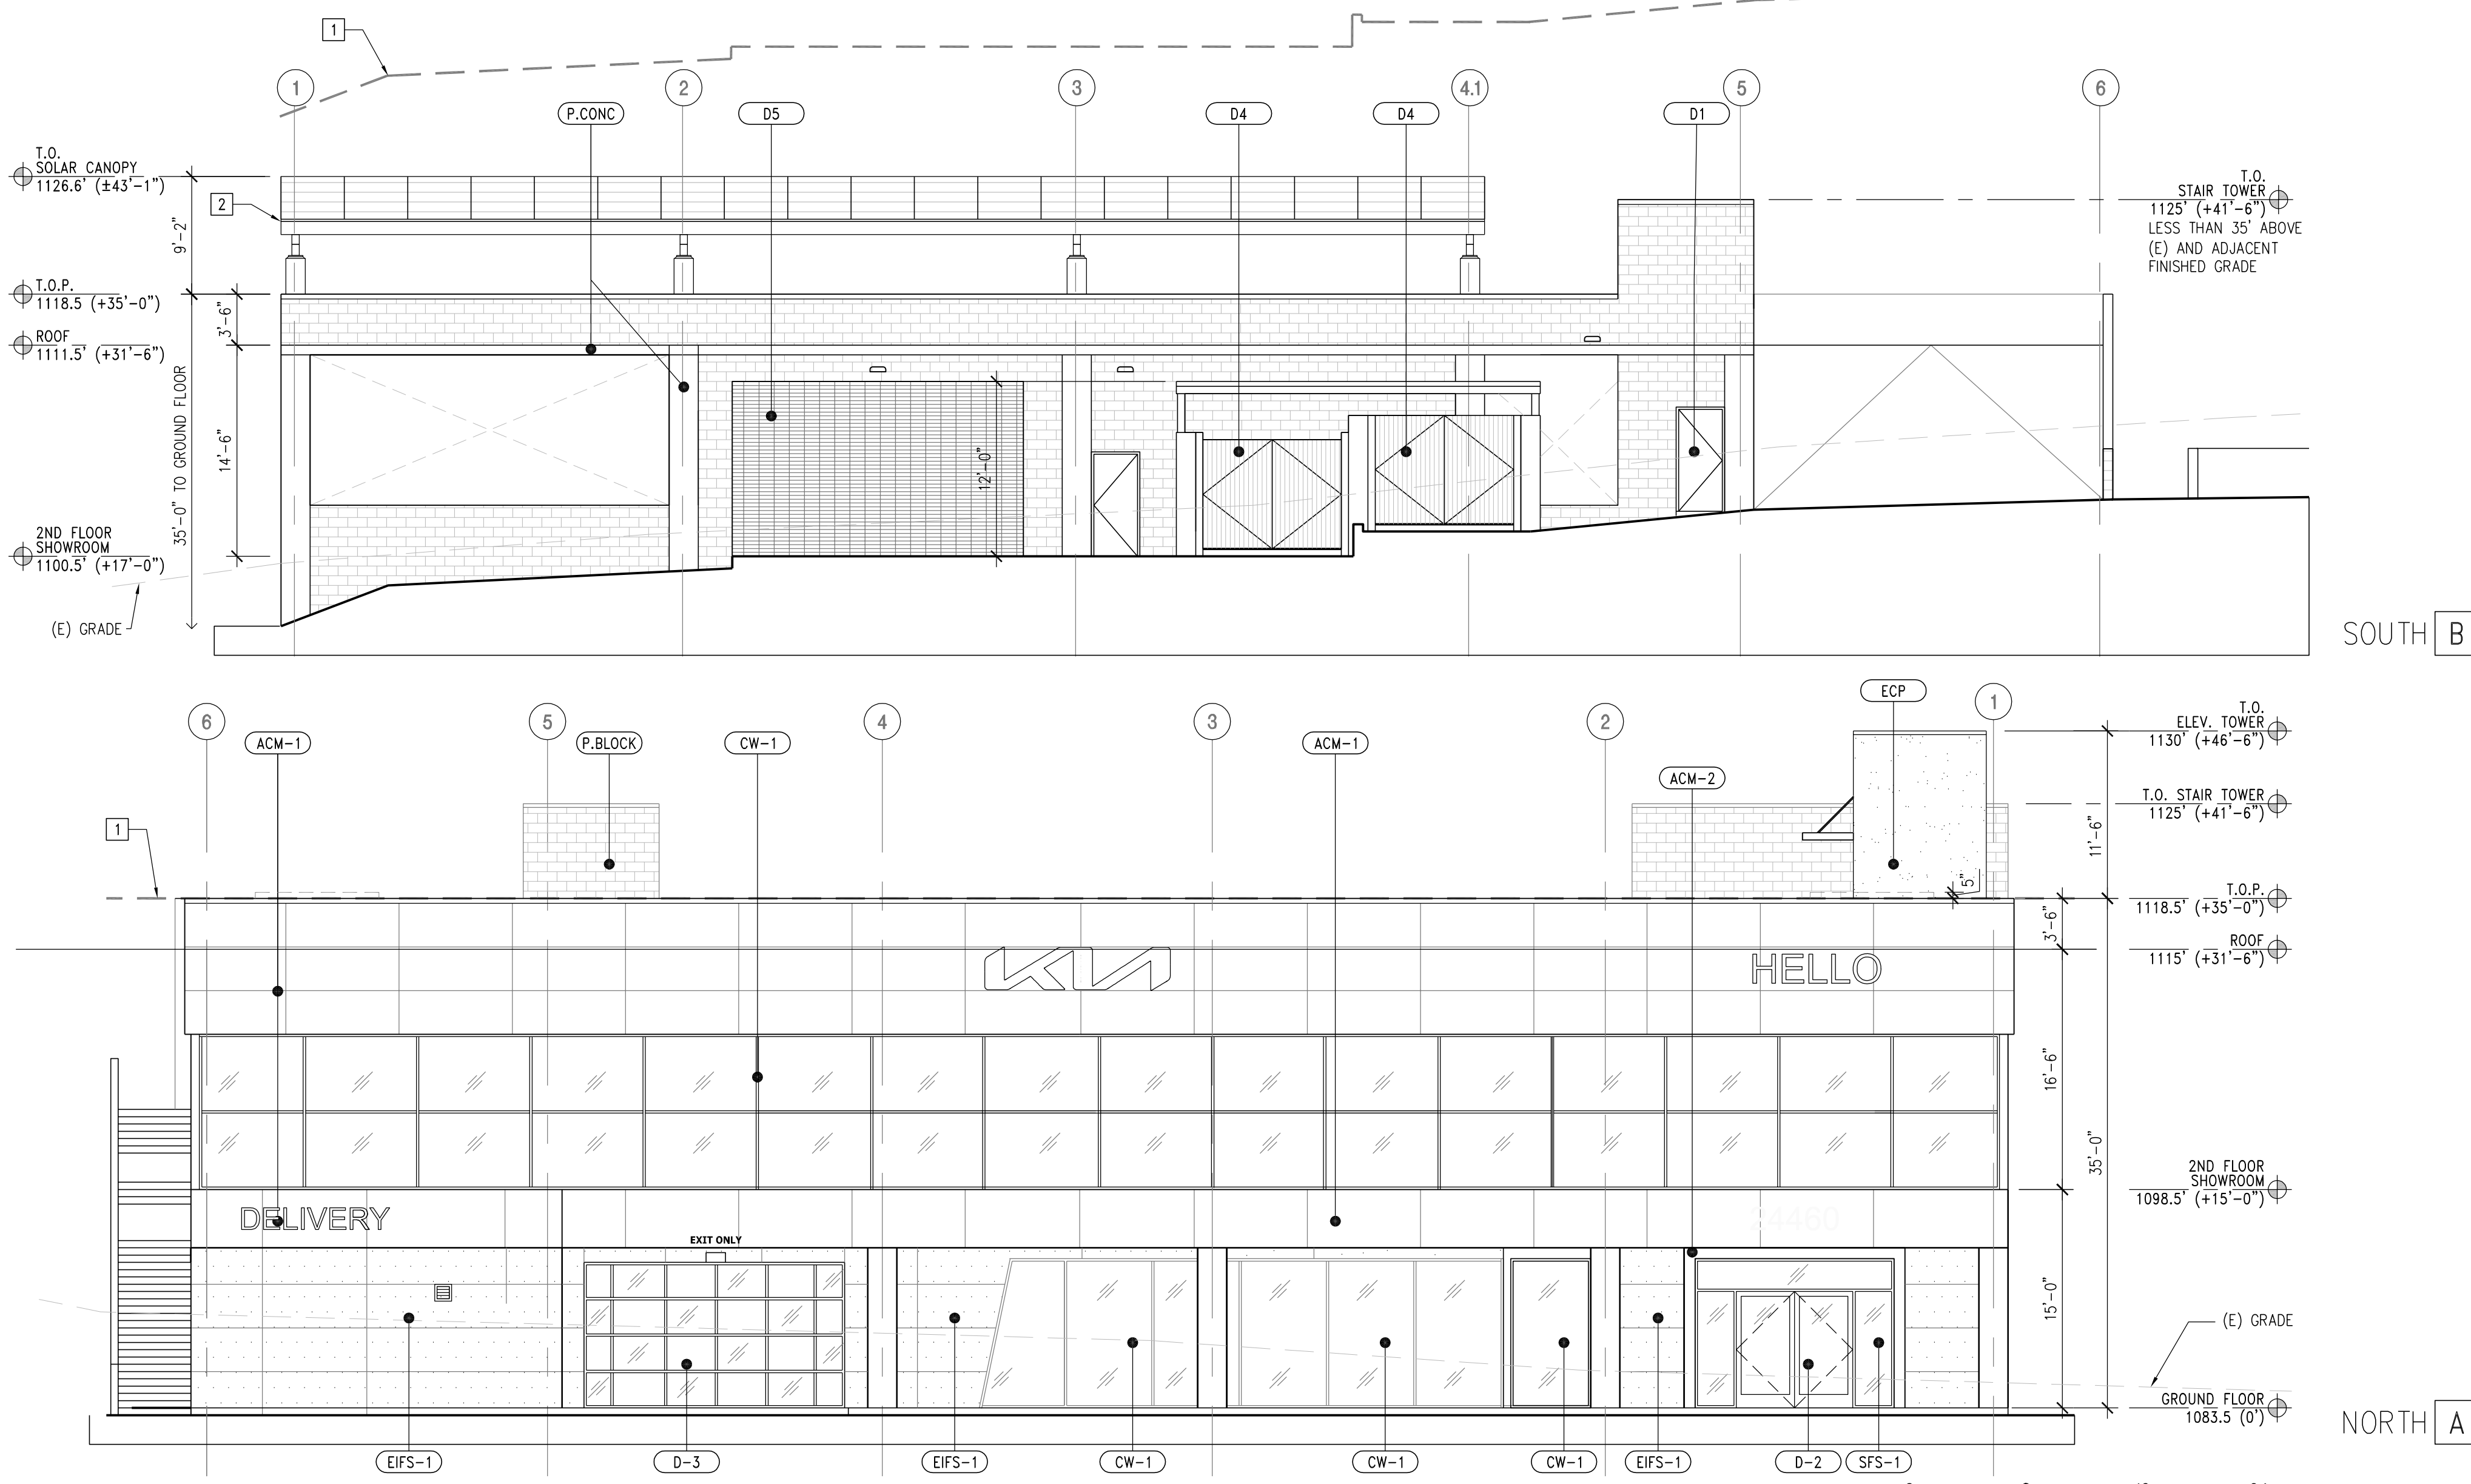 1
1
2
3
4.1
5
6
P.CONC
D5
D4
D4
D1
T.O.
SOLAR CANOPY
1126.6' (±43'-1")
2
9'-2"
T.O.
STAIR TOWER
1125' (+41'-6")
LESS THAN 35' ABOVE
(E) AND ADJACENT
FINISHED GRADE
T.O.P.
1118.5 (+35'-0")
3'-6"
ROOF
1111.5' (+31'-6")
35'-0" TO GROUND FLOOR
14'-6"
12'-0"
2ND FLOOR
SHOWROOM
1100.5' (+17'-0")
(E) GRADE
SOUTH B
6
5
4
3
2
1
ACM-1
P.BLOCK
CW-1
ACM-1
ACM-2
ECP
T.O.
ELEV. TOWER
1130' (+46'-6")
T.O. STAIR TOWER
1125' (+41'-6")
11'-6"
1
5"
T.O.P.
1118.5' (+35'-0")
3'-6"
ROOF
1115' (+31'-6")
KIA
HELLO
16'-6"
35'-0"
2ND FLOOR
SHOWROOM
1098.5' (+15'-0")
DELIVERY
24460
EXIT ONLY
15'-0"
(E) GRADE
GROUND FLOOR
1083.5 (0')
NORTH A
EIFS-1
D-3
EIFS-1
CW-1
CW-1
CW-1
EIFS-1
D-2
SFS-1